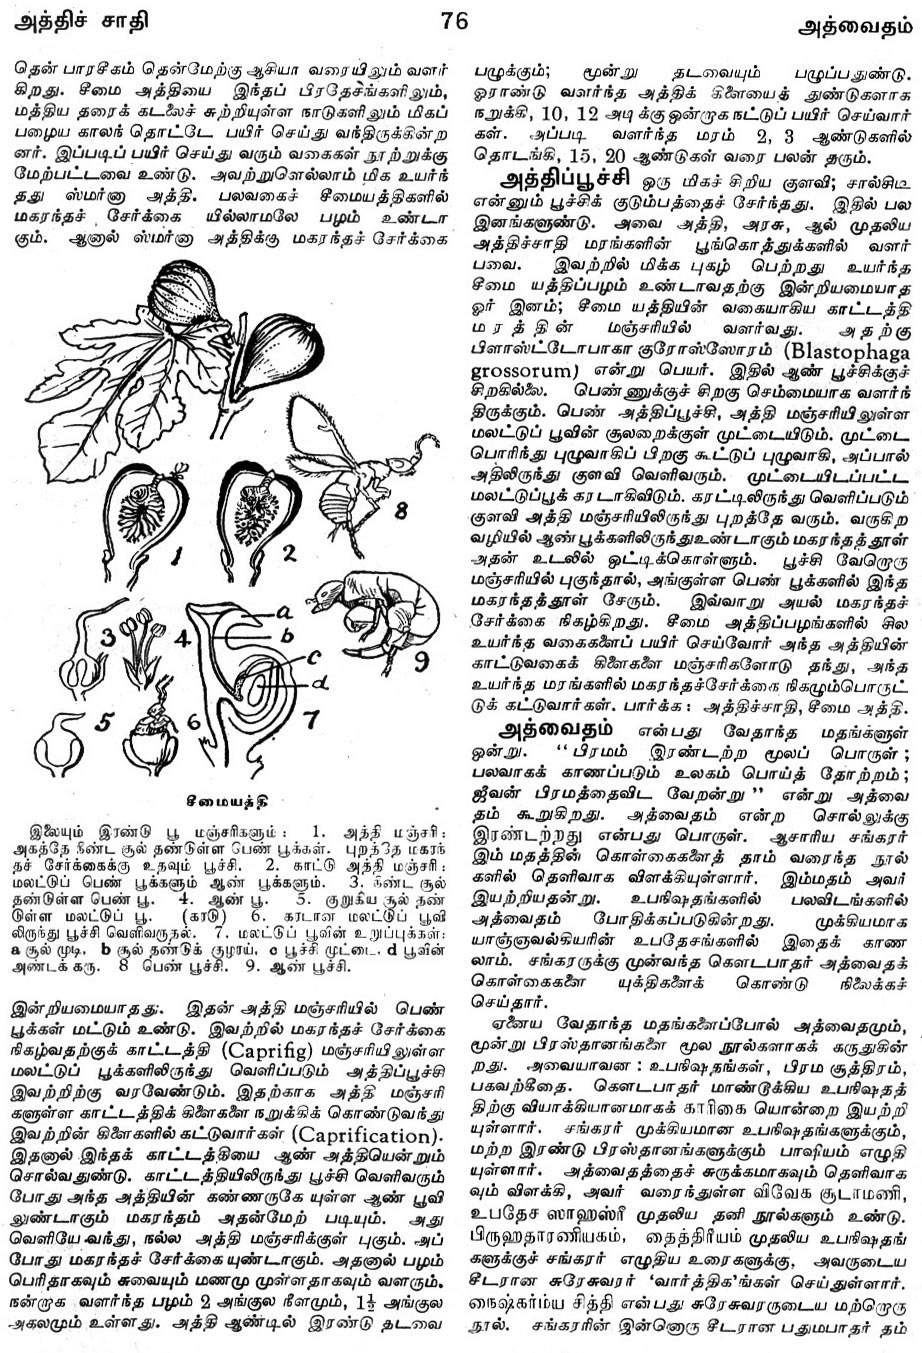 அத்திச் சாதி
76
அத்வைதம்
தென் பாரசீகம் தென்மேற்கு ஆசியா வரையிலும் வளர்
கிறது. சீமை அத்தியை இந்தப் பிரதேசங்களிலும்,
மத்திய தரைக் கடலைச் சுற்றியுள்ள நாடுகளிலும் மிகப்
பழைய காலந் தொட்டே பயிர் செய்து வந்திருக்கின்ற
னர். இப்படிப் பயிர் செய்து வரும் வகைகள் நூற்றுக்கு
மேற்பட்டவை உண்டு. அவற்றுளெல்லாம் மிக உயர்ந்
தது ஸ்மர்னா அத்தி. பலவகைச் சீமையத்திகளில்
மகரந்தச் சேர்க்கை யில்லாமலே பழம் உண்டா
கும். ஆனால் ஸ்மர்னா அத்திக்கு மகரந்தச் சேர்க்கை
1
2
8
3
4
a
b
c
d
9
5
6
7
சீமையத்தி
இலையும் இரண்டு பூ மஞ்சரிகளும்: 1. அத்தி மஞ்சரி:
அகத்தே நீண்ட சூல் தண்டுள்ள பெண் பூக்கள். புறத்தே மகரந்
தச் சேர்க்கைக்கு உதவும் பூச்சி. 2. காட்டு அத்தி மஞ்சரி:
மலட்டுப் பெண் பூக்களும் ஆண் பூக்களும். 3. நீண்ட சூல்
தண்டுள்ள பெண் பூ. 4. ஆண் பூ. 5. குறுகிய சூல் தண்
டுள்ள மலட்டுப் பூ. (கரடு) 6. கரடான மலட்டுப் பூவி
லிருந்து பூச்சி வெளிவருதல். 7. மலட்டுப் பூவின் உறுப்புக்கள்:
a சூல் முடி, b சூல் தண்டுக் குழாய், c பூச்சி முட்டை, d பூவின்
அண்டக் கரு. 8 பெண் பூச்சி. 9. ஆண் பூச்சி.
இன்றியமையாதது. இதன் அத்தி மஞ்சரியில் பெண்
பூக்கள் மட்டும் உண்டு. இவற்றில் மகரந்தச் சேர்க்கை
நிகழ்வதற்குக் காட்டத்தி (Caprifig) மஞ்சரியிலுள்ள
மலட்டுப் பூக்களிலிருந்து வெளிப்படும் அத்திப்பூச்சி
இவற்றிற்கு வரவேண்டும். இதற்காக அத்தி மஞ்சரி
களுள்ள காட்டத்திக் கிளைகளை நறுக்கிக் கொண்டுவந்து
இவற்றின் கிளைகளில் கட்டுவார்கள் (Caprification).
இதனால் இந்தக் காட்டத்தியை ஆண் அத்தியென்றும்
சொல்வதுண்டு. காட்டத்தியிலிருந்து பூச்சி வெளிவரும்
போது அந்த அத்தியின் கண்ணருகே யுள்ள ஆண் பூவி
லுண்டாகும் மகரந்தம் அதன்மேற் படியும். அது
வெளியே வந்து, நல்ல அத்தி மஞ்சரிக்குள் புகும். அப்
போது மகரந்தச் சேர்க்கை யுண்டாகும். அதனால் பழம்
பெரிதாகவும் சுவையும் மணமு முள்ளதாகவும் வளரும்.
நன்றாக வளர்ந்த பழம் 2 அங்குல நீளமும், 1½ அங்குல
அகலமும் உள்ளது. அத்தி ஆண்டில் இரண்டு தடவை
பழுக்கும்; மூன்று தடவையும் பழுப்பதுண்டு.
ஓராண்டு வளர்ந்த அத்திக் கிளையைத் துண்டுகளாக
நறுக்கி, 10, 12 அடிக்கு ஒன்றாக நட்டுப் பயிர் செய்வார்
கள். அப்படி வளர்ந்த மரம் 2, 3 ஆண்டுகளில்
தொடங்கி, 15, 20 ஆண்டுகள் வரை பலன் தரும்.
அத்திப்பூச்சி ஒரு மிகச் சிறிய குளவி; சால்சிடீ
என்னும் பூச்சிக் குடும்பத்தைச் சேர்ந்தது. இதில் பல
இனங்களுண்டு. அவை அத்தி, அரசு, ஆல் முதலிய
அத்திச்சாதி மரங்களின் பூங்கொத்துக்களில் வளர்
பவை. இவற்றில் மிக்க புகழ் பெற்றது உயர்ந்த
சீமை யத்திப்பழம் உண்டாவதற்கு இன்றியமையாத
ஓர் இனம்; சீமை யத்தியின் வகையாகிய காட்டத்தி
மரத்தின் மஞ்சரியில் வளர்வது. அதற்கு
பிளாஸ்ட்டோபாகா குரோஸ்ஸோரம் (Blastophaga
grossorum) என்று பெயர். இதில் ஆண் பூச்சிக்குச்
சிறகில்லை. பெண்ணுக்குச் சிறகு செம்மையாக வளர்ந்
திருக்கும். பெண் அத்திப்பூச்சி, அத்தி மஞ்சரியிலுள்ள
மலட்டுப் பூவின் சூலறைக்குள் முட்டையிடும். முட்டை
பொரிந்து புழுவாகிப் பிறகு கூட்டுப் புழுவாகி, அப்பால்
அதிலிருந்து குளவி வெளிவரும். முட்டையிடப்பட்ட
மலட்டுப்பூக் கரடாகிவிடும். கரட்டிலிருந்து வெளிப்படும்
குளவி அத்தி மஞ்சரியிலிருந்து புறத்தே வரும். வருகிற
வழியில் ஆண் பூக்களிலிருந்து உண்டாகும் மகரந்தத்தூள்
அதன் உடலில் ஒட்டிக்கொள்ளும். பூச்சி வேறொரு
மஞ்சரியில் புகுந்தால், அங்குள்ள பெண் பூக்களில் இந்த
மகரந்தத்தூள் சேரும். இவ்வாறு அயல் மகரந்தச்
சேர்க்கை நிகழ்கிறது. சீமை அத்திப்பழங்களில் சில
உயர்ந்த வகைகளைப் பயிர் செய்வோர் அந்த அத்தியின்
காட்டுவகைக் கிளைகளை மஞ்சரிகளோடு தந்து, அந்த
உயர்ந்த மரங்களில் மகரந்தச்சேர்க்கை நிகழும்பொருட்
டுக் கட்டுவார்கள். பார்க்க: அத்திச்சாதி, சீமை அத்தி.
அத்வைதம் என்பது வேதாந்த மதங்களுள்
ஒன்று. “பிரமம் இரண்டற்ற மூலப் பொருள்;
பலவாகக் காணப்படும் உலகம் பொய்த் தோற்றம்;
ஜீவன் பிரமத்தைவிட வேறன்று” என்று அத்வை
தம் கூறுகிறது. அத்வைதம் என்ற சொல்லுக்கு
இரண்டற்றது என்பது பொருள். ஆசாரிய சங்கரர்
இம் மதத்தின் கொள்கைகளைத் தாம் வரைந்த நூல்
களில் தெளிவாக விளக்கியுள்ளார். இம்மதம் அவர்
இயற்றியதன்று. உபநிஷதங்களில் பலவிடங்களில்
அத்வைதம் போதிக்கப்படுகின்றது. முக்கியமாக
யாஞ்ஞவல்கியரின் உபதேசங்களில் இதைக் காண
லாம். சங்கரருக்கு முன்வந்த கௌடபாதர் அத்வைதக்
கொள்கைகளை யுக்திகளைக் கொண்டு நிலைக்கச்
செய்தார்.
ஏனைய வேதாந்த மதங்களைப்போல் அத்வைதமும்,
மூன்று பிரஸ்தானங்களை மூல நூல்களாகக் கருதுகின்
றது. அவையாவன: உபநிஷதங்கள், பிரம சூத்திரம்,
பகவற்கீதை. கௌடபாதர் மாண்டூக்கிய உபநிஷதத்
திற்கு வியாக்கியானமாகக் காரிகை யொன்றை இயற்றி
யுள்ளார். சங்கரர் முக்கியமான உபநிஷதங்களுக்கும்,
மற்ற இரண்டு பிரஸ்தானங்களுக்கும் பாஷியம் எழுதி
யுள்ளார். அத்வைதத்தைச் சுருக்கமாகவும் தெளிவாக
வும் விளக்கி, அவர் வரைந்துள்ள விவேக சூடாமணி,
உபதேச ஸாஹஸ்ரீ முதலிய தனி நூல்களும் உண்டு.
பிருஹதாரணியகம், தைத்திரீயம் முதலிய உபநிஷதங்
களுக்குச் சங்கரர் எழுதிய உரைகளுக்கு, அவருடைய
சீடரான சுரேசுவரர் ‘வார்த்திக’ங்கள் செய்துள்ளார்.
நைஷ்கர்ம்ய சித்தி என்பது சுரேசுவரருடைய மற்றொரு
நூல். சங்கரரின் இன்னொரு சீடரான பதுமபாதர் தம்